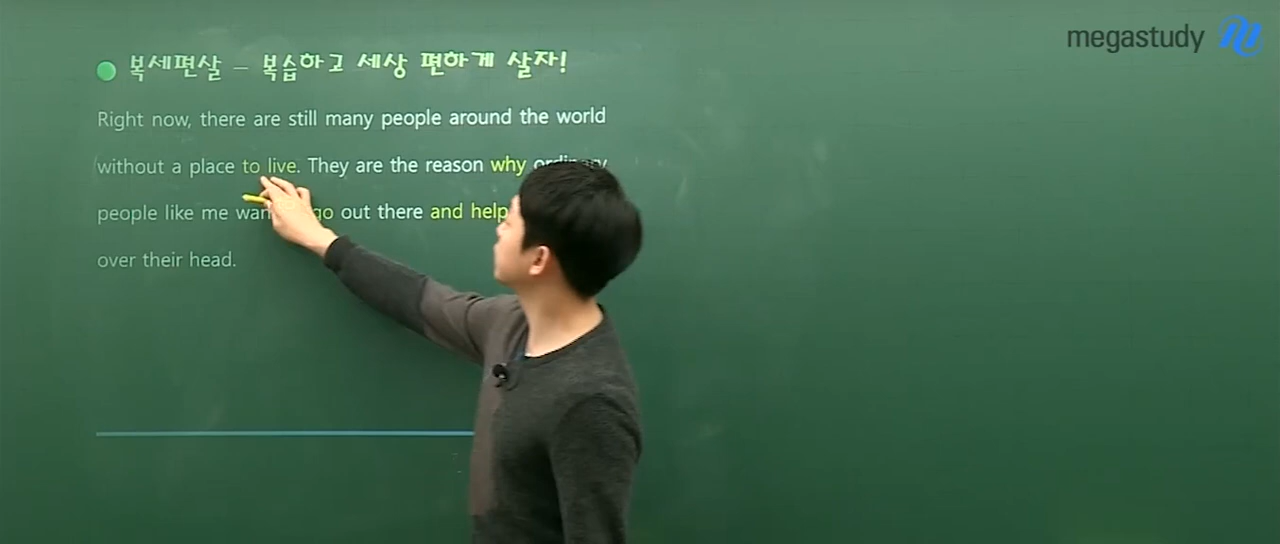 megastudy
복세편살 – 복습하고 세상 편하게 살자!
Right now, there are still many people around the world
without a place to live. They are the reason why ordinary
people like me go out there and help
over their head.